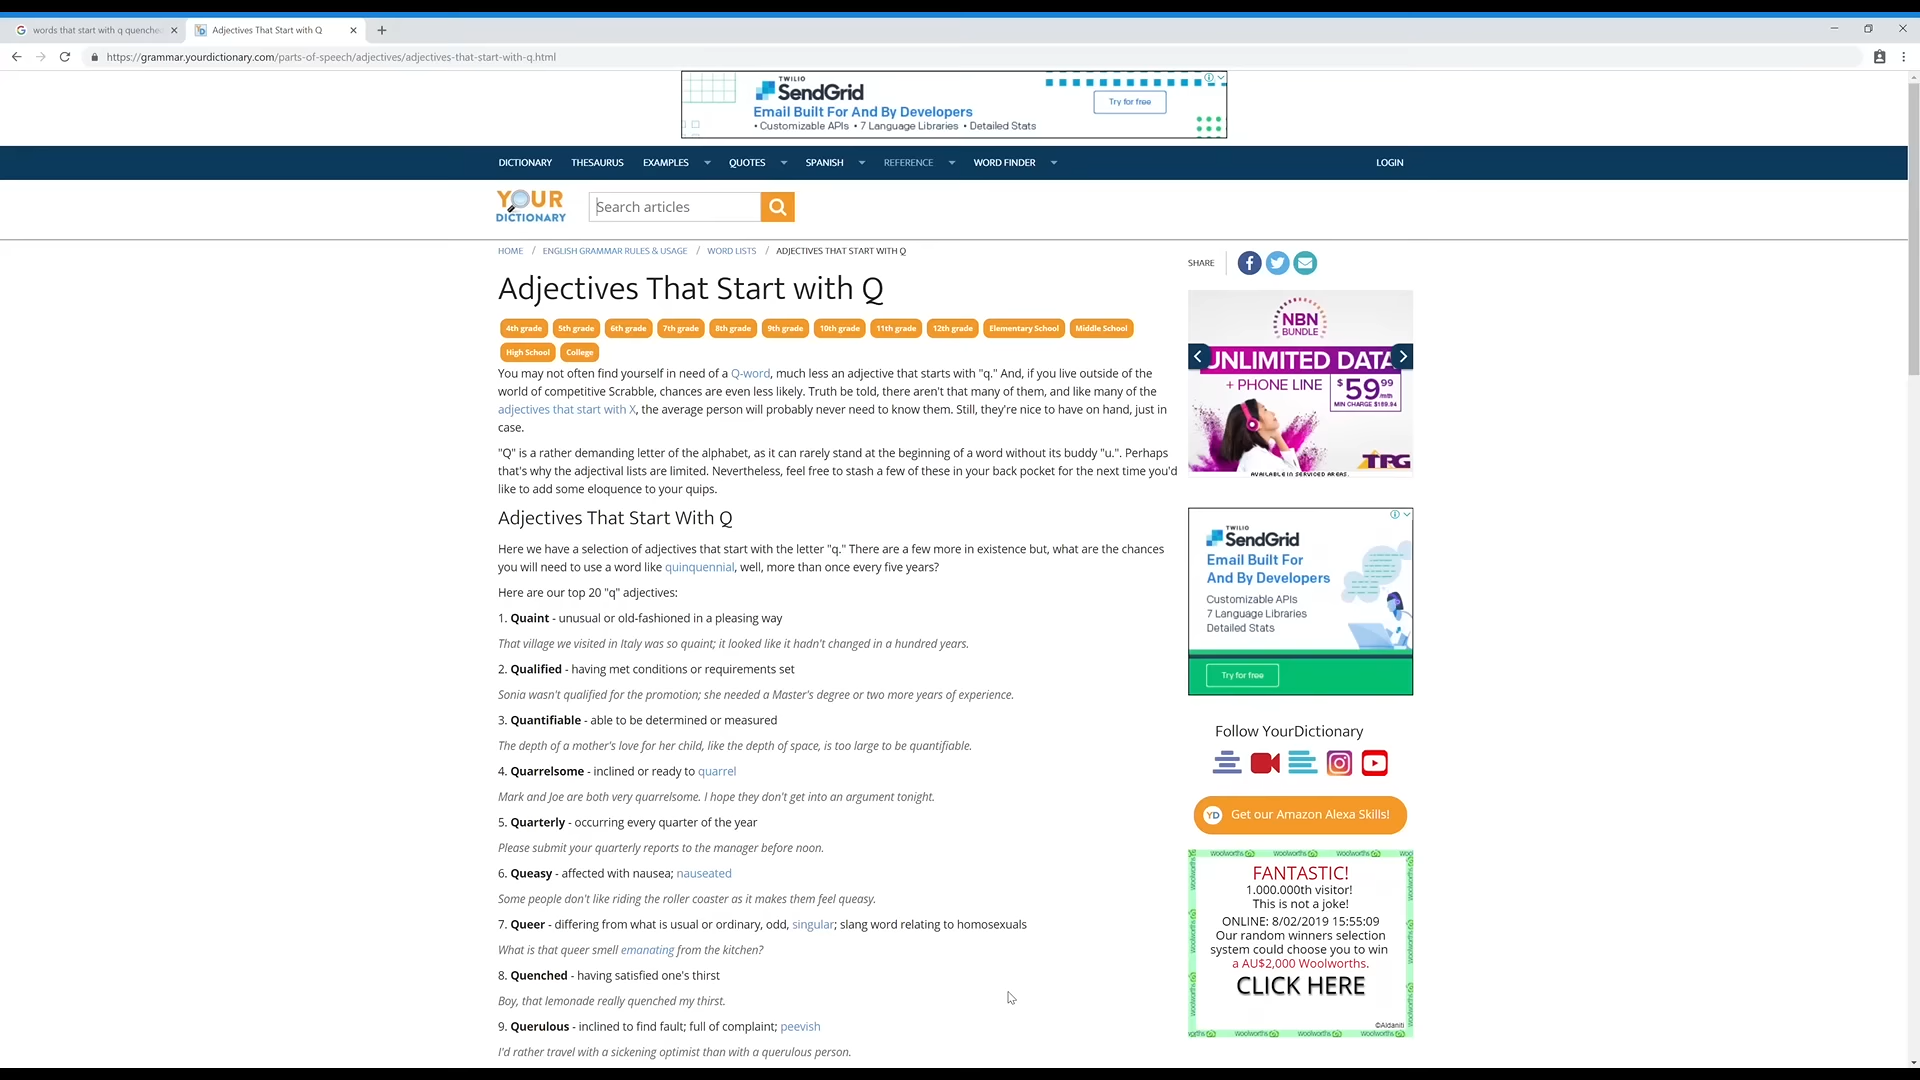 words that start with q quenche
Adjectives That Start With Q
https://grammar.yourdictionary.com/parts-of-speech/adjectives/adjectives-that-start-with-q.html
TWILIO
SendGrid
Email Built For And By Developers
• Customizable APIs • 7 Language Libraries • Detailed Stats
Try for free
DICTIONARY THESAURUS EXAMPLES QUOTES SPANISH REFERENCE WORD FINDER LOGIN
YOUR
DICTIONARY
Search articles
HOME / ENGLISH GRAMMAR RULES & USAGE / WORD LISTS / ADJECTIVES THAT START WITH Q
Adjectives That Start with Q
4th grade 5th grade 6th grade 7th grade 8th grade 9th grade 10th grade 11th grade 12th grade Elementary School Middle School
High School College
You may not often find yourself in need of a Q-word, much less an adjective that starts with "q." And, if you live outside of the
world of competitive Scrabble, chances are even less likely. Truth be told, there aren't that many of them, and like many of the
adjectives that start with X, the average person will probably never need to know them. Still, they're nice to have on hand, just in
case.
"Q" is a rather demanding letter of the alphabet, as it can rarely stand at the beginning of a word without its buddy "u.". Perhaps
that's why the adjectival lists are limited. Nevertheless, feel free to stash a few of these in your back pocket for the next time you'd
like to add some eloquence to your quips.
Adjectives That Start With Q
Here we have a selection of adjectives that start with the letter "q." There are a few more in existence but, what are the chances
you will need to use a word like quinquennial, well, more than once every five years?
Here are our top 20 "q" adjectives:
1. Quaint - unusual or old-fashioned in a pleasing way
That village we visited in Italy was so quaint; it looked like it hadn't changed in a hundred years.
2. Qualified - having met conditions or requirements set
Sonia wasn't qualified for the promotion; she needed a Master's degree or two more years of experience.
3. Quantifiable - able to be determined or measured
The depth of a mother's love for her child, like the depth of space, is too large to be quantifiable.
4. Quarrelsome - inclined or ready to quarrel
Mark and Joe are both very quarrelsome. I hope they don't get into an argument tonight.
5. Quarterly - occurring every quarter of the year
Please submit your quarterly reports to the manager before noon.
6. Queasy - affected with nausea; nauseated
Some people don't like riding the roller coaster as it makes them feel queasy.
7. Queer - differing from what is usual or ordinary, odd, singular; slang word relating to homosexuals
What is that queer smell emanating from the kitchen?
8. Quenched - having satisfied one's thirst
Boy, that lemonade really quenched my thirst.
9. Querulous - inclined to find fault; full of complaint; peevish
I'd rather travel with a sickening optimist than with a querulous person.
SHARE
NBN
BUNDLE
UNLIMITED DATA
+ PHONE LINE $59.99 /mth
MIN CHARGE $189.94
TPG
AVAILABLE IN SERVICED AREAS.
TWILIO
SendGrid
Email Built For
And By Developers
Customizable APIs
7 Language Libraries
Detailed Stats
Try for free
Follow YourDictionary
YD Get our Amazon Alexa Skills!
woolworths woolworths woolworths woo
FANTASTIC!
1.000.000th visitor!
This is not a joke!
ONLINE: 8/02/2019 15:55:09
Our random winners selection
system could choose you to win
a AU$2,000 Woolworths.
CLICK HERE
©Aldaniti
worths woolworths woolworths woolworths